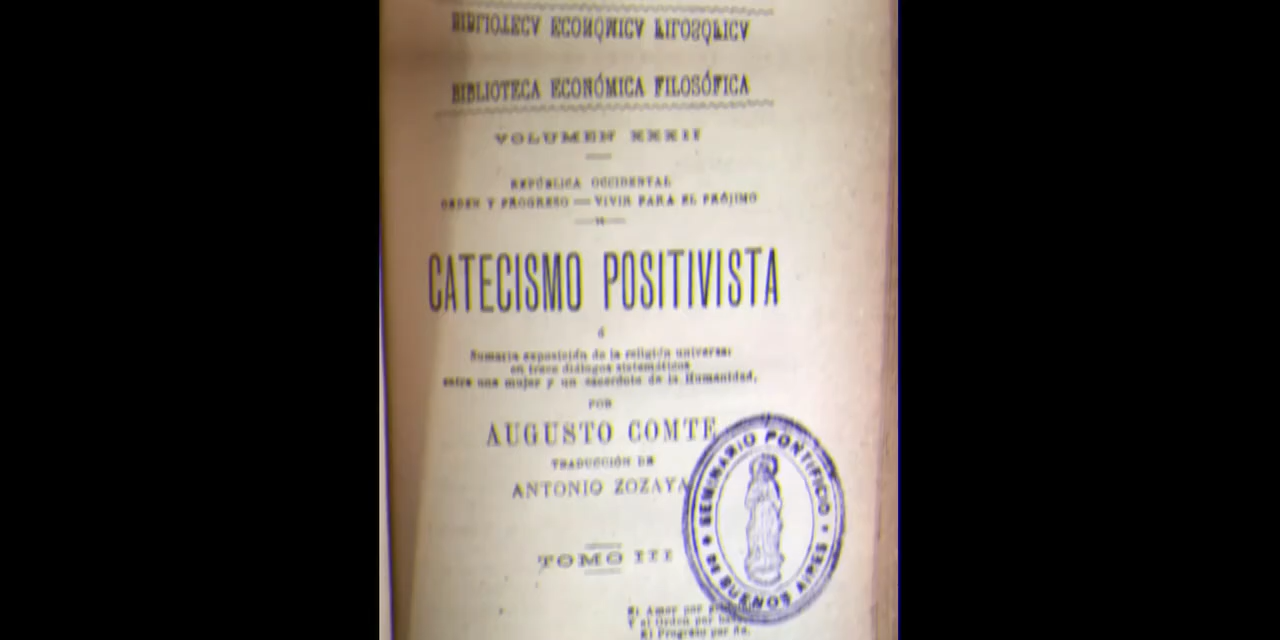 BIBLIOTECA ECONÓMICA FILOSÓFICA
BIBLIOTECA ECONÓMICA FILOSÓFICA
VOLUMEN XXXII
REPÚBLICA OCCIDENTAL
ORDEN Y PROGRESO — VIVIR PARA EL PRÓJIMO
CATECISMO POSITIVISTA
ó
Sumaria exposición de la religión universal
en trece diálogos sistemáticos
entre una mujer y un sacerdote de la Humanidad,
POR
AUGUSTO COMTE
TRADUCCIÓN DE
ANTONIO ZOZAYA
TOMO III
SEMINARIO PONTIFICIO
DE BUENOS AIRES
El Amor por
Y el Orden por
El Progreso por fin.